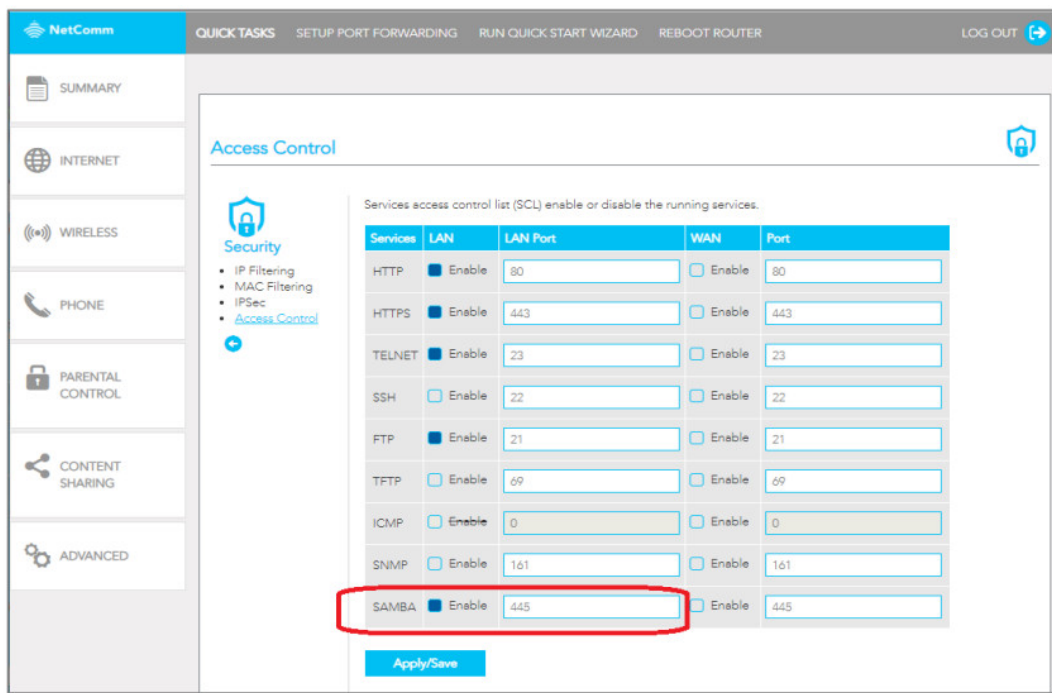 NetComm
QUICK TASKS SETUP PORT FORWARDING RUN QUICK START WIZARD REBOOT ROUTER LOG OUT
SUMMARY
INTERNET
WIRELESS
PHONE
PARENTAL
CONTROL
CONTENT
SHARING
ADVANCED
Access Control
Security
IP Filtering
MAC Filtering
IPSec
Access Control
Services access control list (SCL) enable or disable the running services.
Services LAN LAN Port WAN Port
HTTP Enable 80 Enable 80
HTTPS Enable 443 Enable 443
TELNET Enable 23 Enable 23
SSH Enable 22 Enable 22
FTP Enable 21 Enable 21
TFTP Enable 69 Enable 69
ICMP Enable 0 Enable 0
SNMP Enable 161 Enable 161
SAMBA Enable 445 Enable 445
Apply/Save